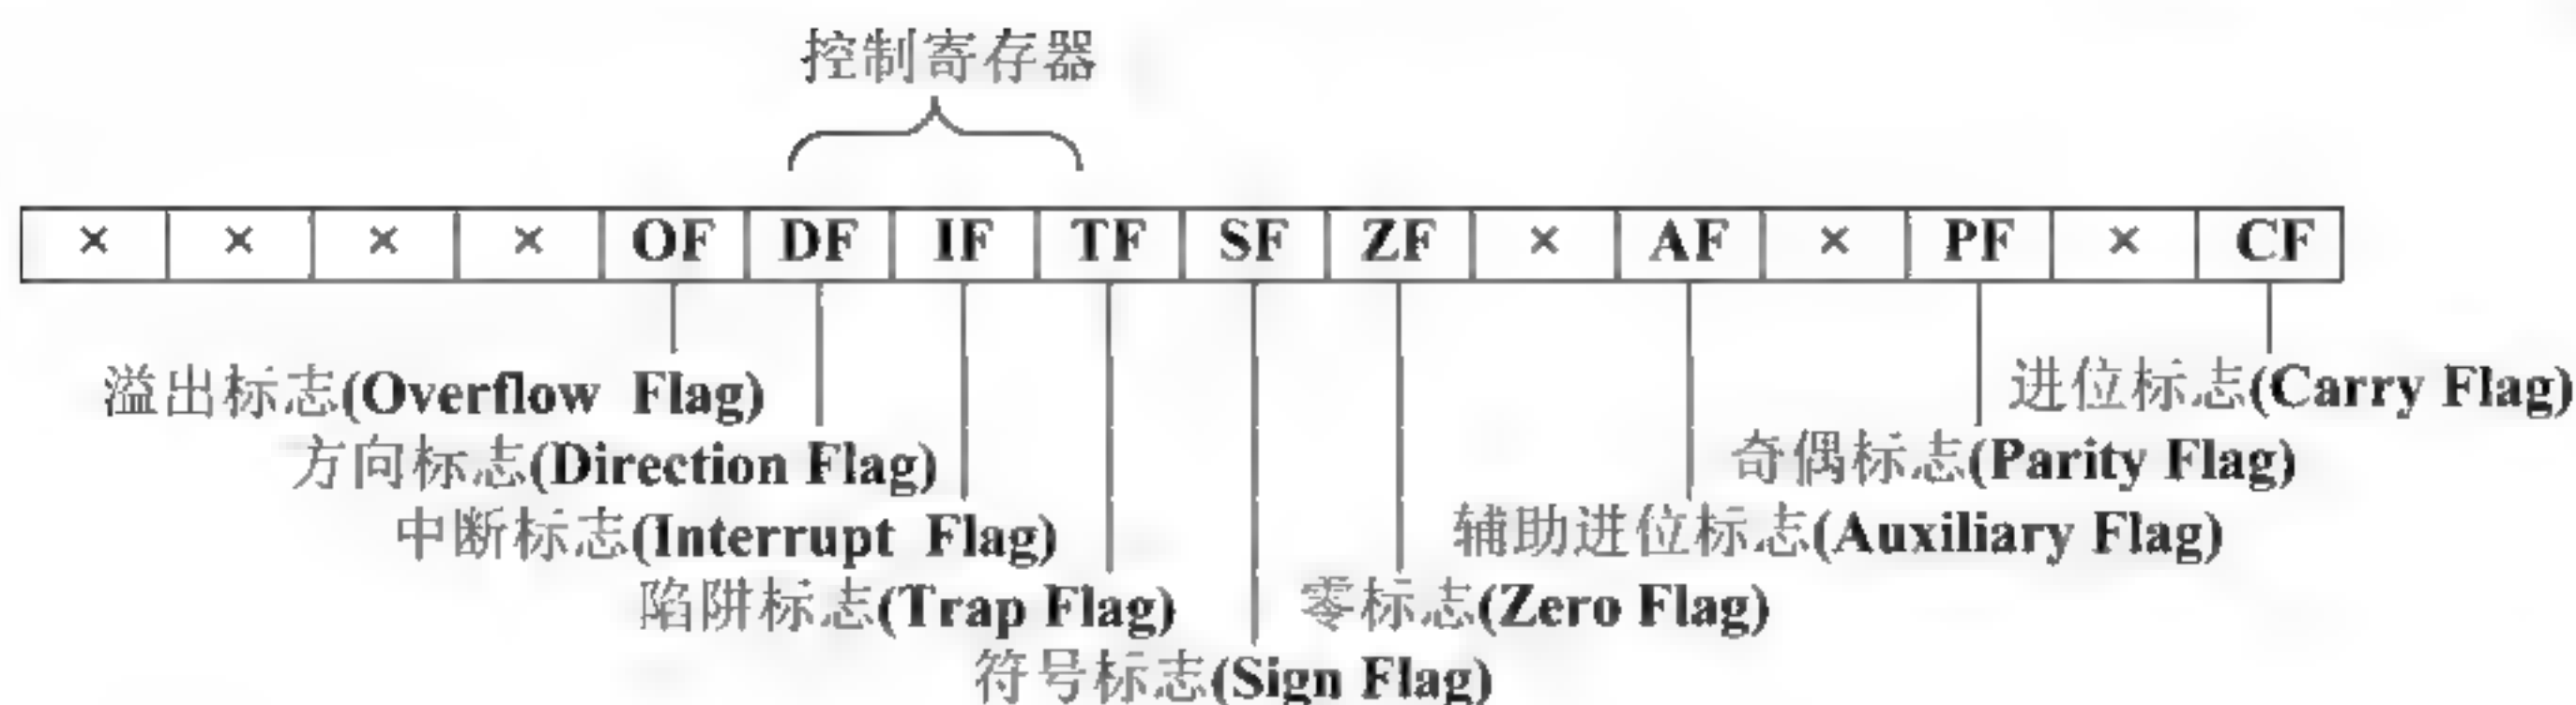 控制寄存器
× × × × OF DF IF TF SF ZF × AF × PF × CF
溢出标志(Overflow Flag)
进位标志(Carry Flag)
方向标志(Direction Flag)
奇偶标志(Parity Flag)
中断标志(Interrupt Flag)
辅助进位标志(Auxiliary Flag)
陷阱标志(Trap Flag)
零标志(Zero Flag)
符号标志(Sign Flag)